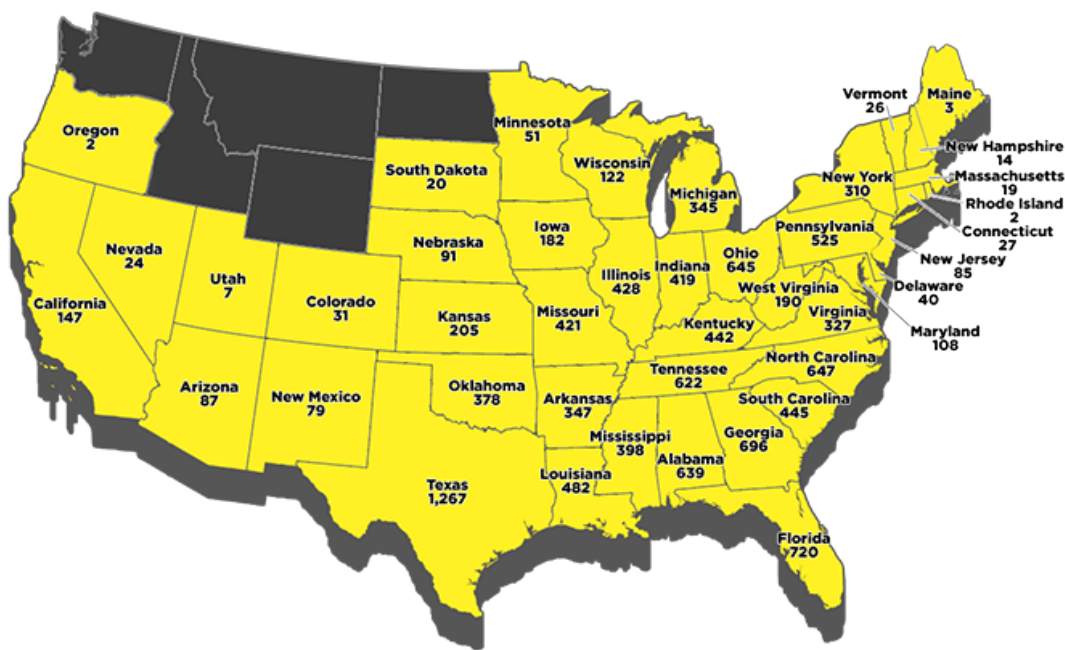 Vermont
26
Maine
3
Oregon
2
Minnesota
51
New Hampshire
14
Wisconsin
122
South Dakota
20
New York
310
Massachusetts
19
Michigan
345
Rhode Island
2
Iowa
182
Pennsylvania
525
Connecticut
27
Nebraska
91
Nevada
24
Ohio
645
New Jersey
85
Utah
7
Illinois
428
Indiana
419
West Virginia
190
Delaware
40
California
147
Colorado
31
Kansas
205
Missouri
421
Kentucky
442
Virginia
327
Maryland
108
Arizona
87
New Mexico
79
Oklahoma
378
Arkansas
347
Tennessee
622
North Carolina
647
South Carolina
445
Mississippi
398
Georgia
696
Alabama
639
Texas
1,267
Louisiana
482
Florida
720